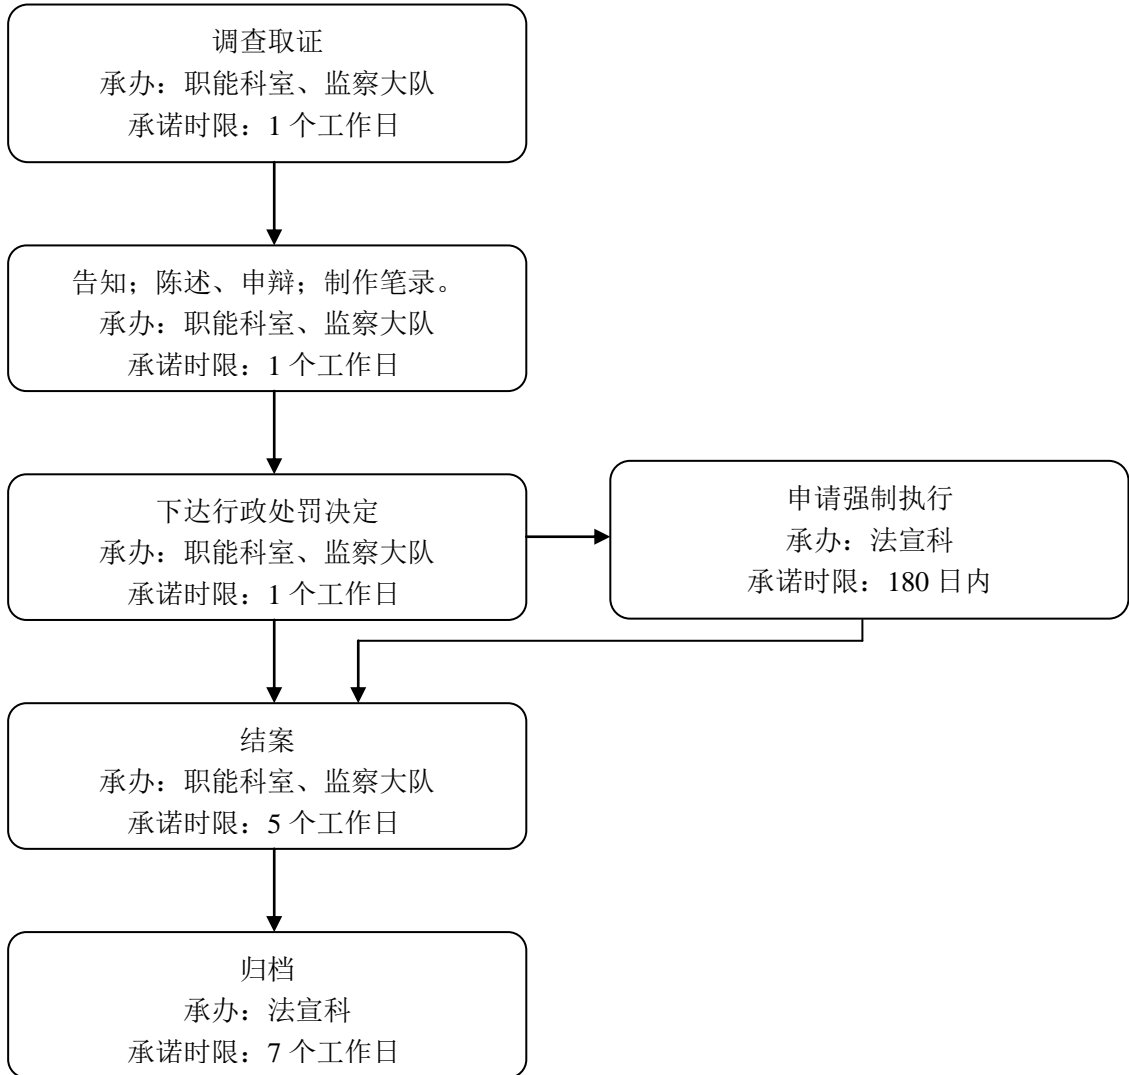 调查取证
承办：职能科室、监察大队
承诺时限：1 个工作日
告知；陈述、申辩；制作笔录。
承办：职能科室、监察大队
承诺时限：1 个工作日
下达行政处罚决定
承办：职能科室、监察大队
承诺时限：1 个工作日
申请强制执行
承办：法宣科
承诺时限：180 日内
结案
承办：职能科室、监察大队
承诺时限：5 个工作日
归档
承办：法宣科
承诺时限：7 个工作日